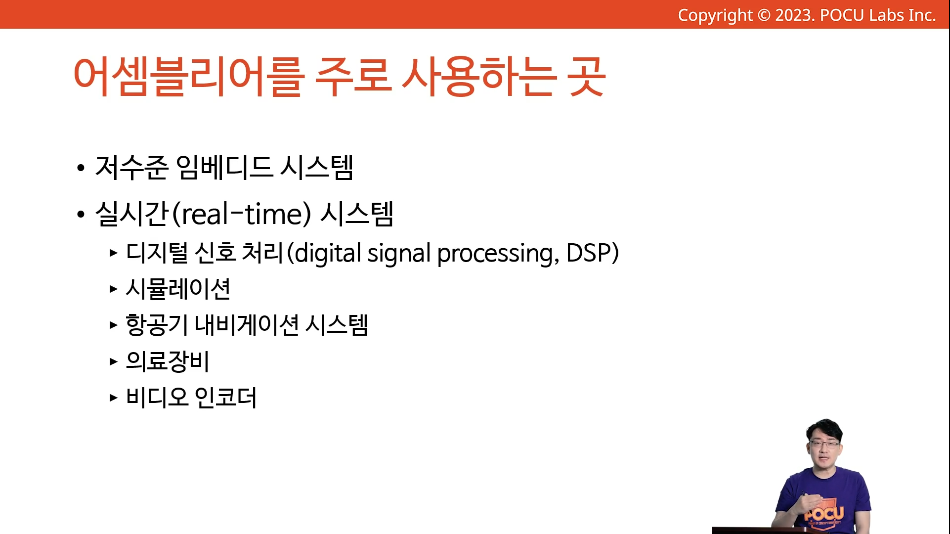 Copyright © 2023. POCU Labs Inc.
어셈블리어를 주로 사용하는 곳
• 저수준 임베디드 시스템
• 실시간(real-time) 시스템
▸ 디지털 신호 처리(digital signal processing, DSP)
▸ 시뮬레이션
▸ 항공기 내비게이션 시스템
▸ 의료장비
▸ 비디오 인코더
POCU